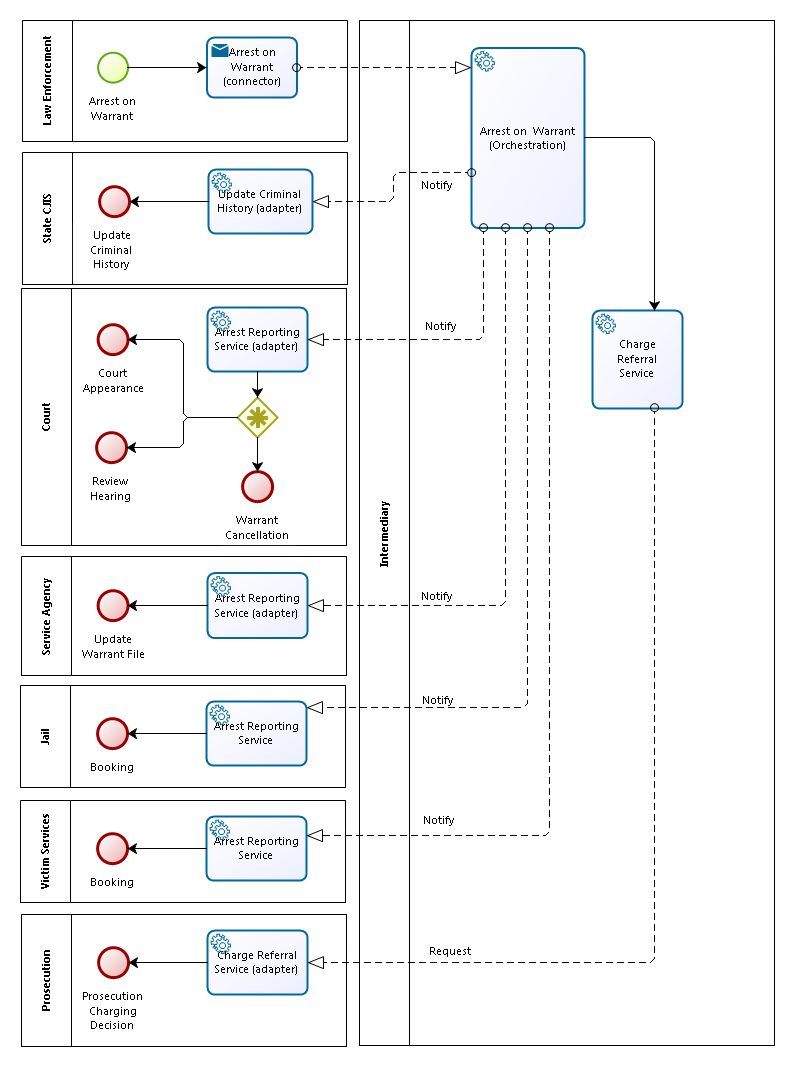 Law Enforcement
Arrest on
Warrant
Arrest on
Warrant
(connector)
Intermediary
Arrest on Warrant
(Orchestration)
Charge
Referral
Service
State CJIS
Update
Criminal
History
Update Criminal
History (adapter)
Notify
Court
Court
Appearance
Review
Hearing
Arrest Reporting
Service (adapter)
Warrant
Cancellation
Notify
Service Agency
Update
Warrant File
Arrest Reporting
Service (adapter)
Notify
Jail
Booking
Arrest Reporting
Service
Notify
Victim Services
Booking
Arrest Reporting
Service
Notify
Prosecution
Prosecution
Charging
Decision
Charge Referral
Service (adapter)
Request